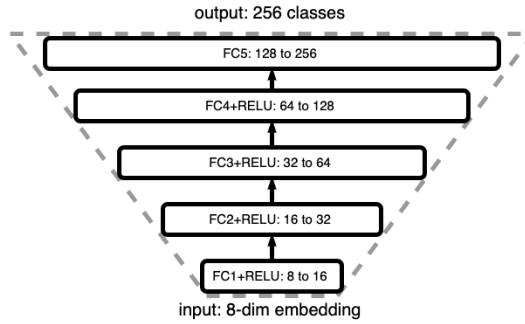 output: 256 classes
FC5: 128 to 256
FC4+RELU: 64 to 128
FC3+RELU: 32 to 64
FC2+RELU: 16 to 32
FC1+RELU: 8 to 16
input: 8-dim embedding